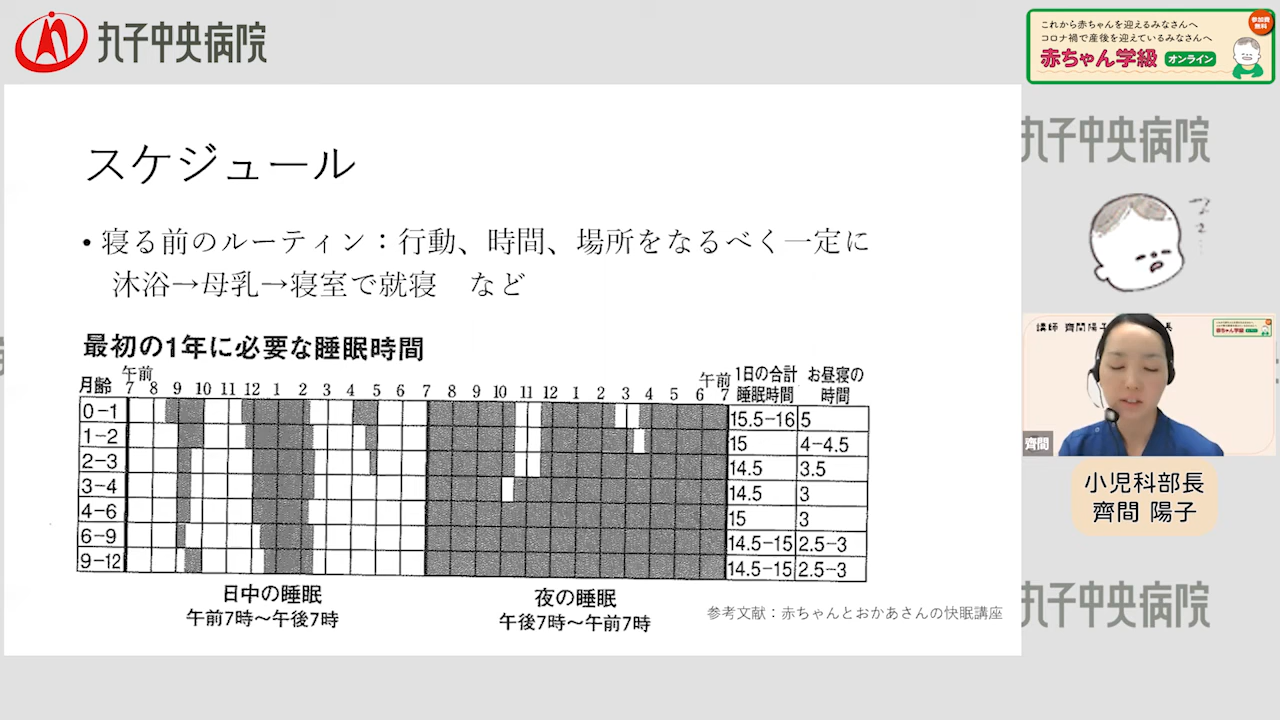 丸子中央病院
これから赤ちゃんを迎えるみなさんへ
コロナ禍で産後を迎えているみなさんへ
赤ちゃん学級 オンライン
参加費
無料
スケジュール
• 寝る前のルーティン：行動、時間、場所をなるべく一定に
沐浴→母乳→寝室で就寝　など
最初の1年に必要な睡眠時間
月齢 午前 7 8 9 10 11 12 1 2 3 4 5 6 7 8 9 10 11 12 1 2 3 4 5 6 午前 7 1日の合計睡眠時間 お昼寝の時間
0-1 15.5-16 5
1-2 15 4-4.5
2-3 14.5 3.5
3-4 14.5 3
4-6 15 3
6-9 14.5-15 2.5-3
9-12 14.5-15 2.5-3
日中の睡眠
午前7時〜午後7時
夜の睡眠
午後7時〜午前7時
参考文献：赤ちゃんとおかあさんの快眠講座
丸子中央病院
講師 齊間陽子
長
赤ちゃん学級
齊間
小児科部長
齊間 陽子
丸子中央病院